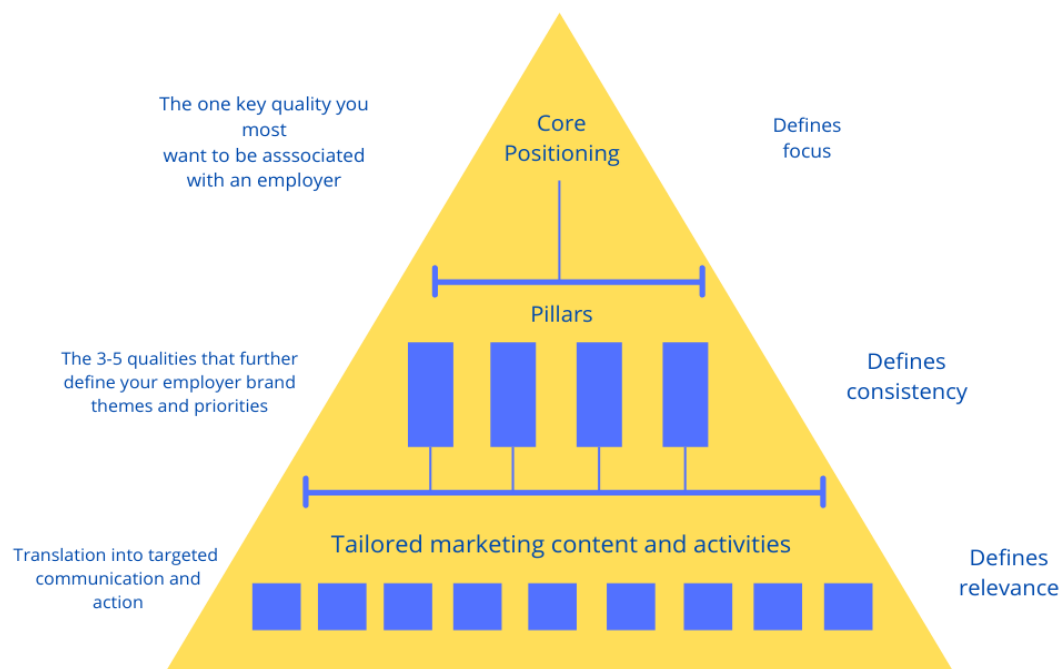 The one key quality you
most
want to be asssociated
with an employer
Core
Positioning
Defines
focus
Pillars
The 3-5 qualities that further
define your employer brand
themes and priorities
Defines
consistency
Tailored marketing content and activities
Translation into targeted
communication and
action
Defines
relevance